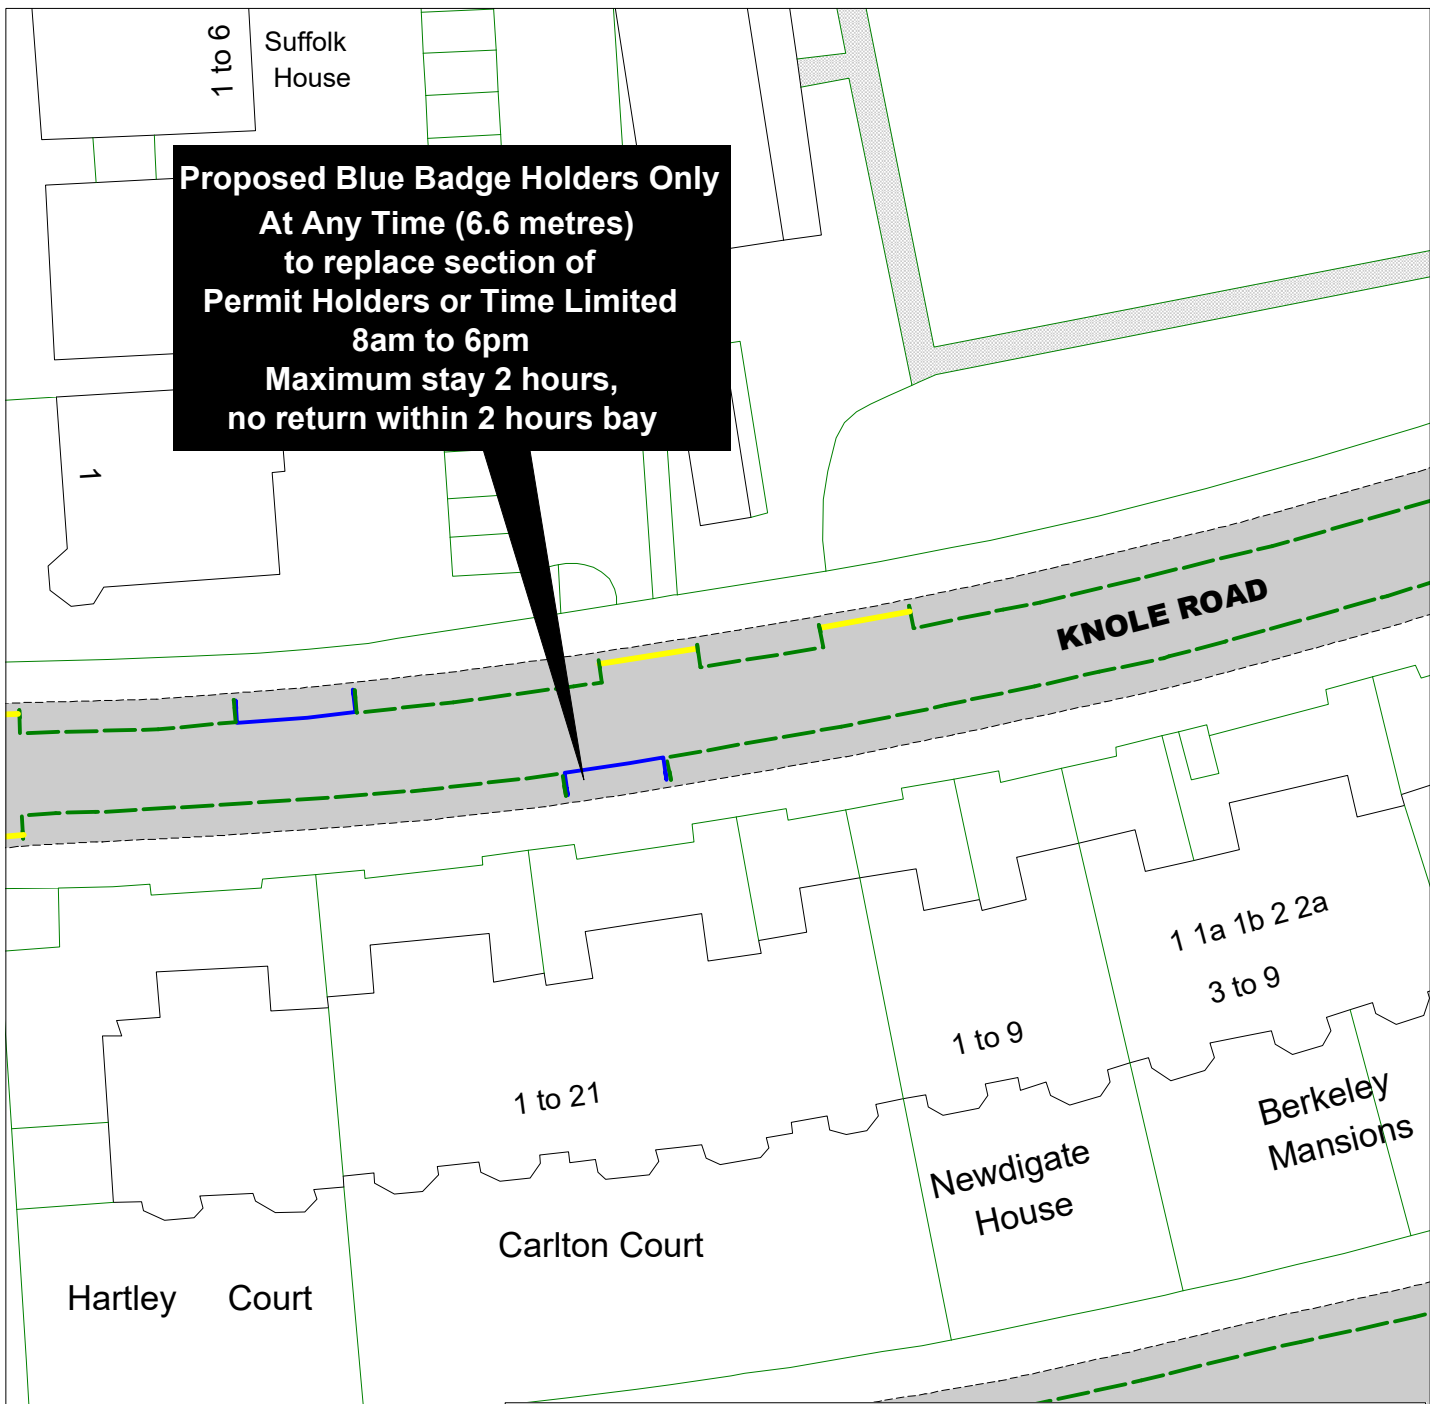 1 to 6
Suffolk
House
Proposed Blue Badge Holders Only
At Any Time (6.6 metres)
to replace section of
Permit Holders or Time Limited
8am to 6pm
Maximum stay 2 hours,
no return within 2 hours bay
1
KNOLE ROAD
1 1a 1b 2 2a
3 to 9
1 to 9
1 to 21
Berkeley
Mansions
Newdigate
House
Carlton Court
Hartley Court